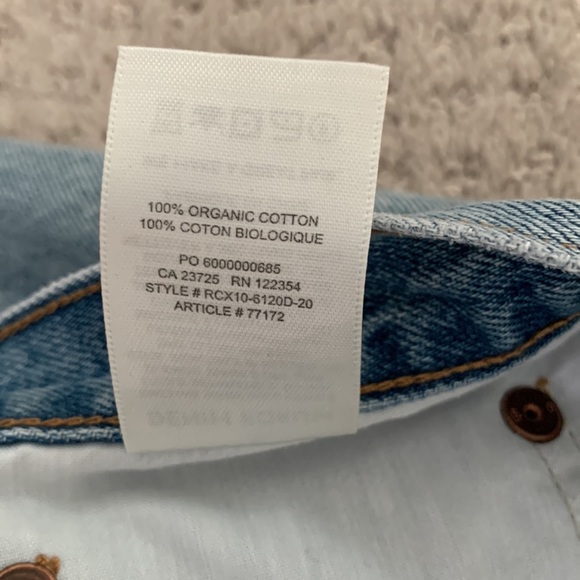 100% ORGANIC COTTON
100% COTON BIOLOGIQUE
PO 6000000685
CA 23725 RN 122354
STYLE # RCX10-6120D-20
ARTICLE # 77172